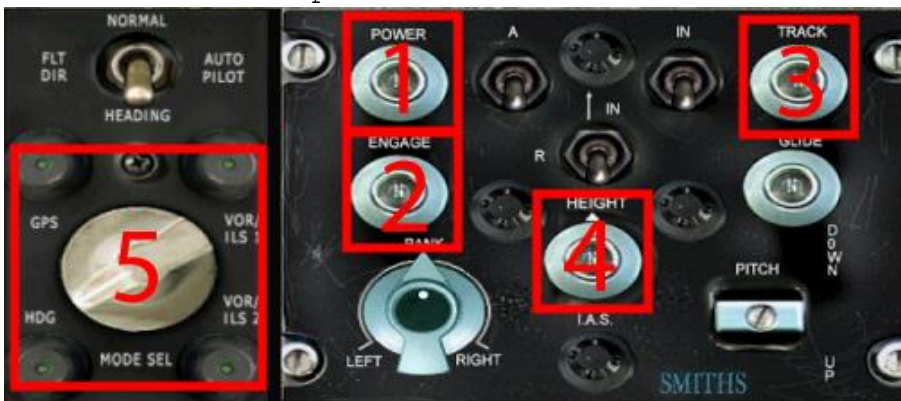 NORMAL
FLT DIR
AUTO PILOT
HEADING
GPS
VOR/ ILS 1
5
HDG
VOR/ ILS 2
MODE SEL
POWER
1
A
IN
TRACK
3
ENGAGE
2
IN
R
GLIDE
HEIGHT
4
BANK
LEFT
RIGHT
I.A.S.
PITCH
DOWN
UP
SMITHS